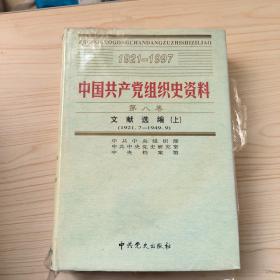 ZHONGGUOGONGCHANDANGZUZHISHIZILIAO
1921-1997
中国共产党组织史资料
第八卷
文献选编(上)
(1921.7—1949.9)
中共中央组织部
中共中央党史研究室
中央档案馆
中共党史出版社